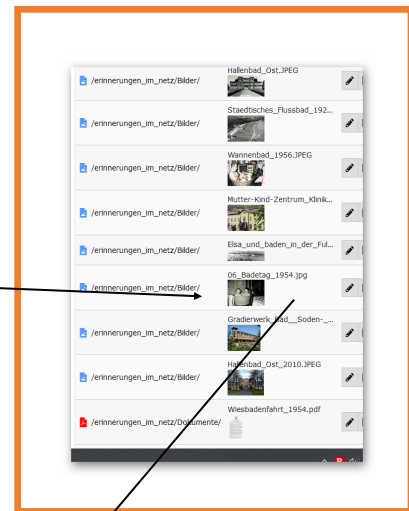 Hallenbad_Ost.JPEG
/erinnerungen_im_netz/Bilder/
Staedtisches_Flussbad_192...
/erinnerungen_im_netz/Bilder/
Wannenbad_1956.JPEG
/erinnerungen_im_netz/Bilder/
Mutter-Kind-Zentrum_Klinik...
/erinnerungen_im_netz/Bilder/
Elsa_und_baden_in_der_Ful...
/erinnerungen_im_netz/Bilder/
06_Badetag_1954.jpg
/erinnerungen_im_netz/Bilder/
Gradierwerk_Bad__Soden-_...
/erinnerungen_im_netz/Bilder/
Hallenbad_Ost_2010.JPEG
/erinnerungen_im_netz/Bilder/
Wiesbadenfahrt_1954.pdf
/erinnerungen_im_netz/Dokumente/